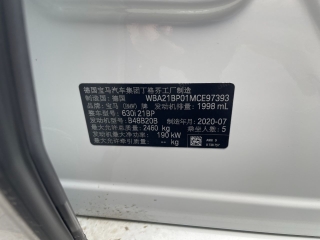 德国宝马汽车集团丁格芬工厂制造
制造国: 德国 WBA21BP01MCE97393
品牌: 宝马 (BMW) 牌 发动机排量: 1998 mL
整车型号: 630i 21BP
发动机型号: B48B20B 制造年月: 2020-07
最大允许总质量: 2460 kg 乘坐人数: 5
发动机最大净功率: 190 kW
最大允许牵引质量: --- kg